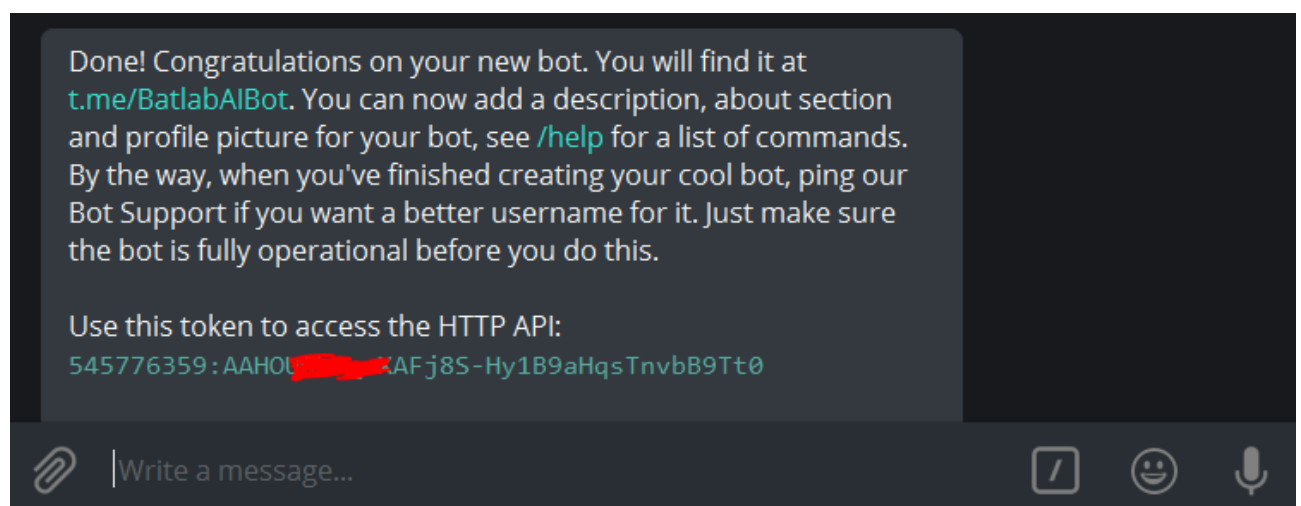 Done! Congratulations on your new bot. You will find it at
t.me/BatlabAIBot. You can now add a description, about section
and profile picture for your bot, see /help for a list of commands.
By the way, when you've finished creating your cool bot, ping our
Bot Support if you want a better username for it. Just make sure
the bot is fully operational before you do this.
Use this token to access the HTTP API:
Write a message...